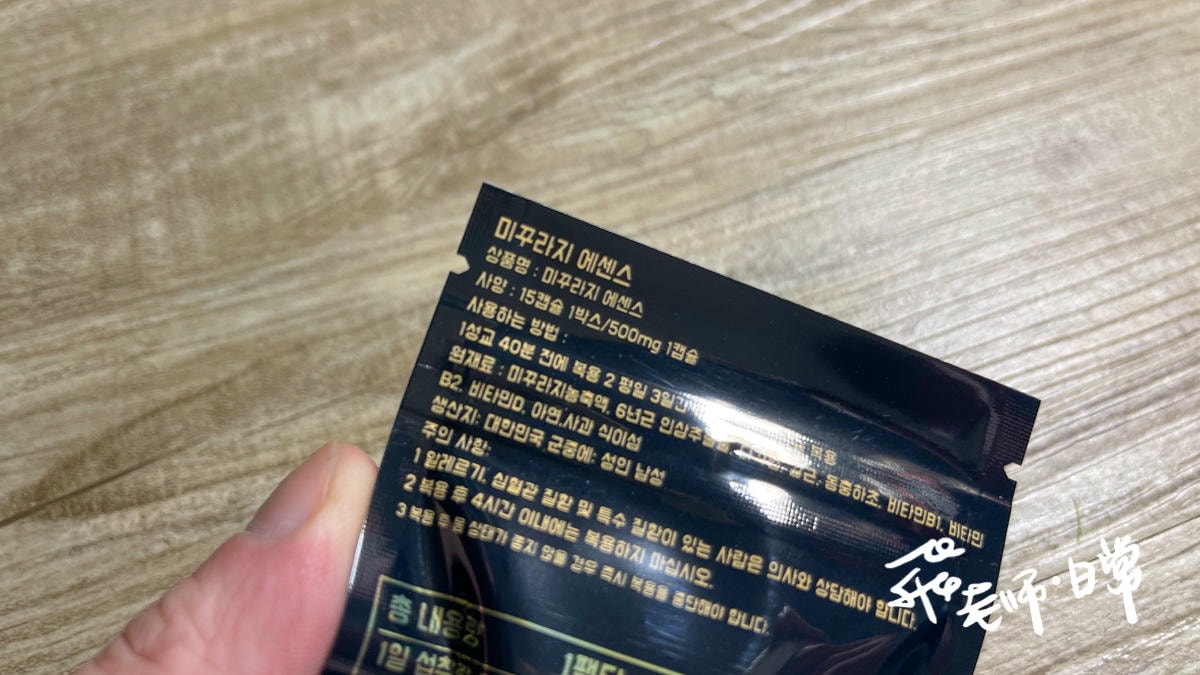 미꾸라지 에센스
상품명 : 미꾸라지 에센스
사양 : 15캡슐 1박스/500mg 1캡슐
사용하는 방법 :
1성교 40분 전에 복용 2 평일 3일간 복용
원재료 : 미꾸라지농축액, 6년근 인삼추출물, 동충하초, 비타민B1, 비타민
B2, 비타민D, 아연,사과 식이섬
생산지: 대한민국 군중에: 성인 남성
주의 사항:
1 알레르기, 심혈관 질환 및 특수 질환이 있는 사람은 의사와 상담해야 합니다.
2 복용 후 4시간 이내에는 복용하지 마십시오.
3 복용 후 몸 상태가 좋지 않을 경우 즉시 복용을 중단해야 합니다.
총 내용량
1일 섭취량
1팩당
老师·日常